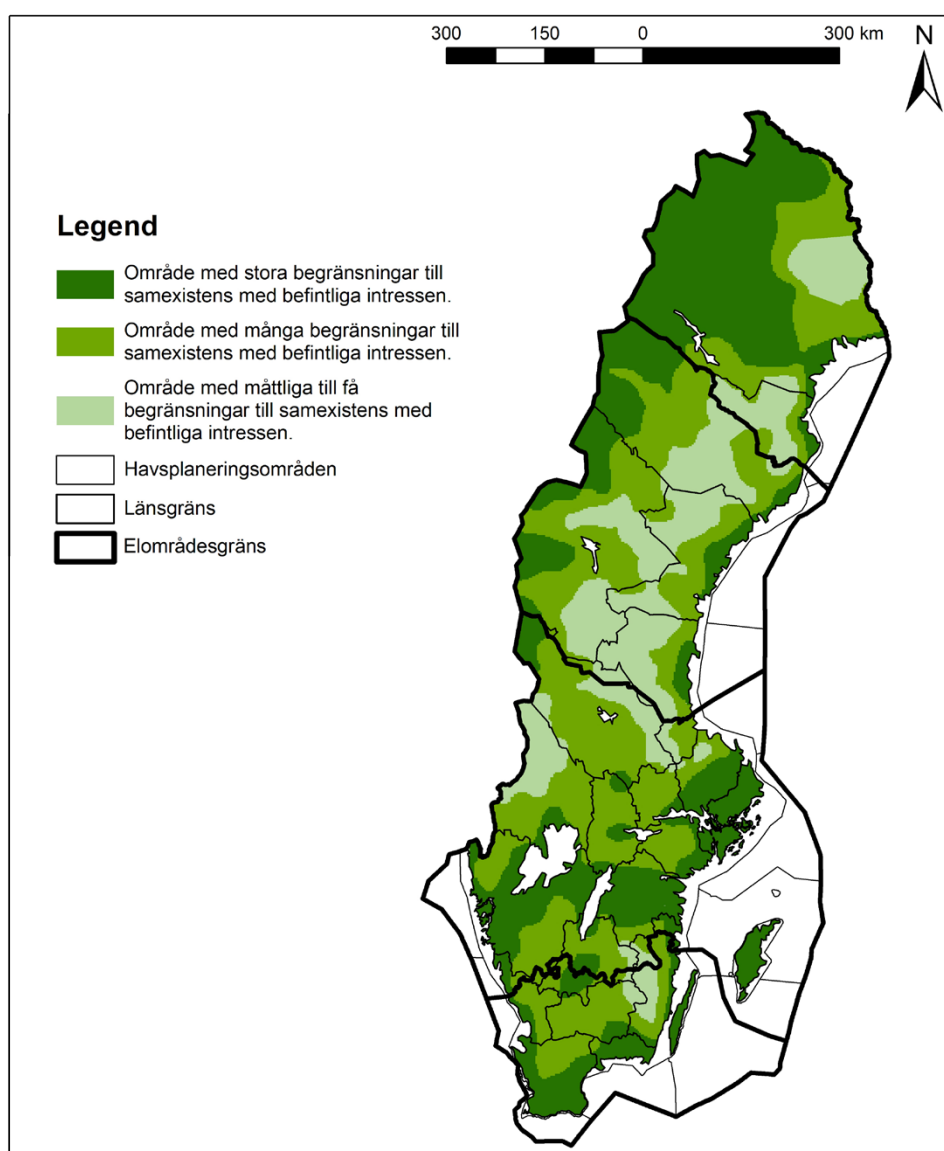 300 150 0 300 km N
Legend
Område med stora begränsningar till
samexistens med befintliga intressen.
Område med många begränsningar till
samexistens med befintliga intressen.
Område med måttliga till få
begränsningar till samexistens med
befintliga intressen.
Havsplaneringsområden
Länsgräns
Elområdesgräns